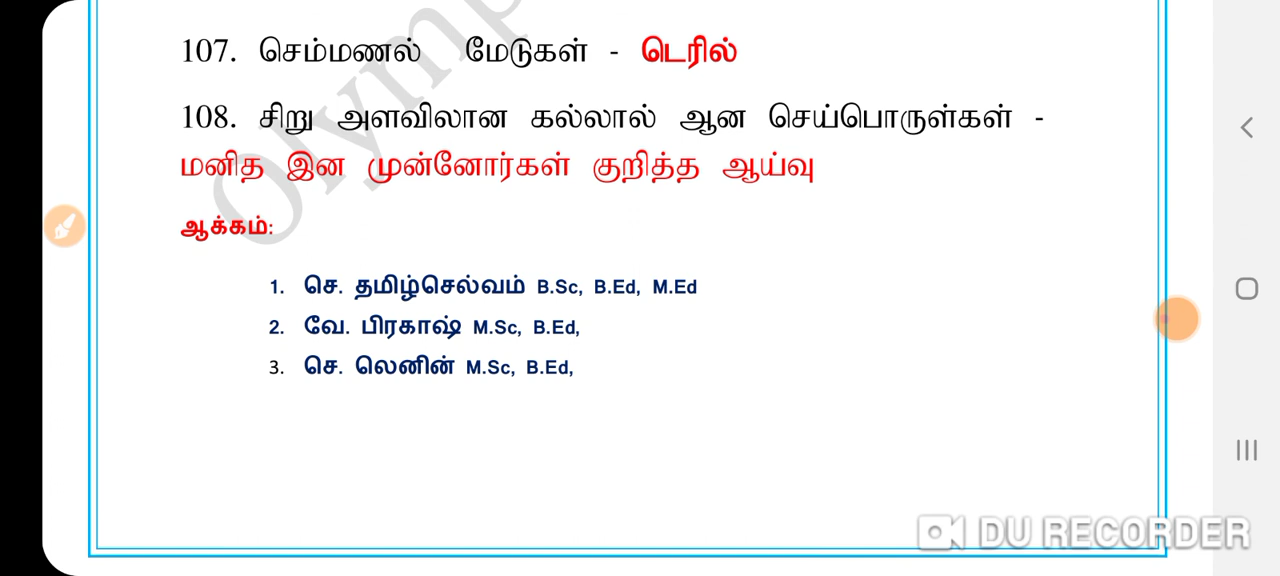 107. செம்மணல் மேடுகள் - டெரில்
108. சிறு அளவிலான கல்லால் ஆன செய்பொருள்கள் -
மனித இன முன்னோர்கள் குறித்த ஆய்வு
ஆக்கம்:
1. செ. தமிழ்செல்வம் B.Sc, B.Ed, M.Ed
2. வே. பிரகாஷ் M.Sc, B.Ed,
3. செ. லெனின் M.Sc, B.Ed,
Olymp
DU RECORDER